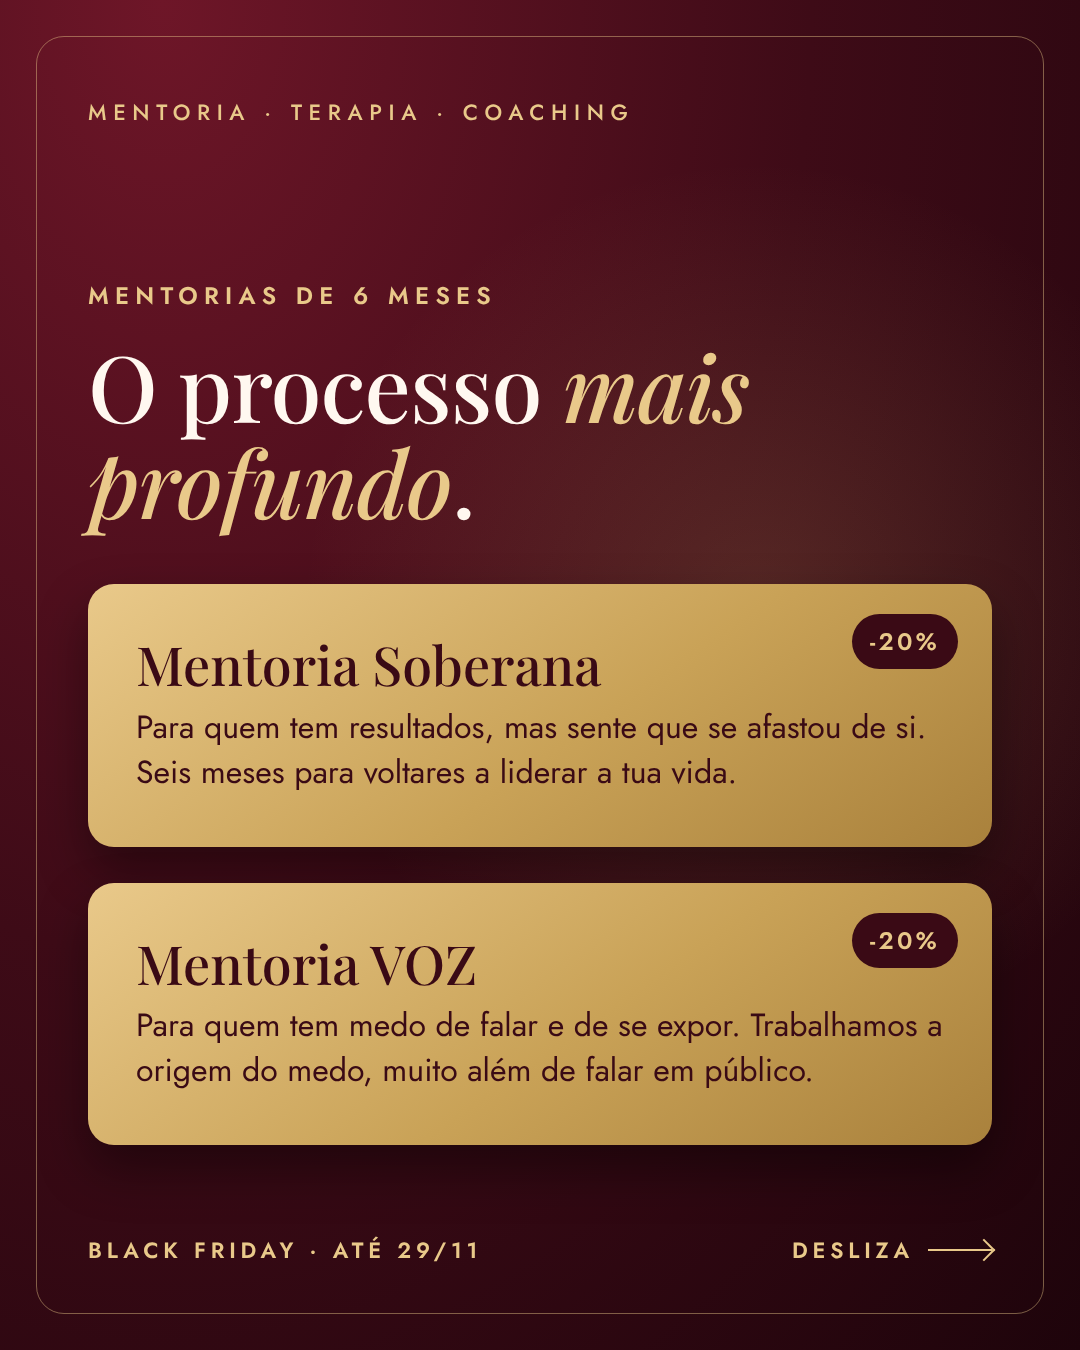 MENTORIA · TERAPIA · COACHING
MENTORIAS DE 6 MESES
O processo mais
profundo.
Mentoria Soberana
-20%
Para quem tem resultados, mas sente que se afastou de si.
Seis meses para voltares a liderar a tua vida.
Mentoria VOZ
-20%
Para quem tem medo de falar e de se expor. Trabalhamos a
origem do medo, muito além de falar em público.
BLACK FRIDAY · ATÉ 29/11
DESLIZA